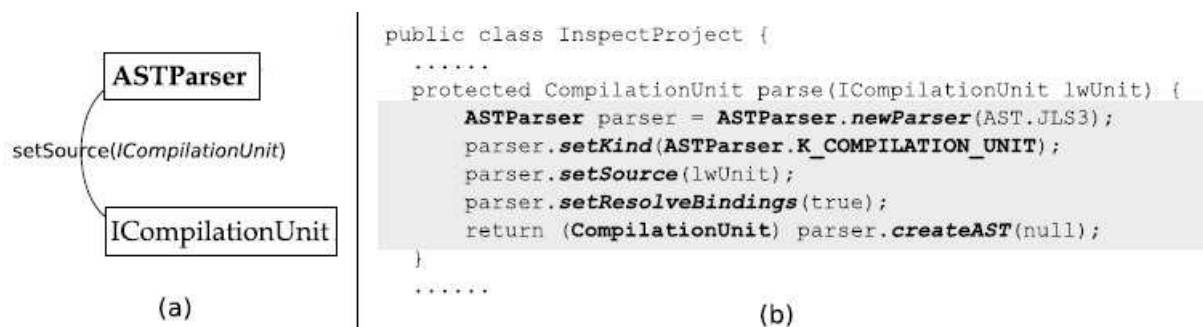 ASTParser
setSource(ICompilationUnit)
ICompilationUnit
(a)
public class InspectProject {
......
protected CompilationUnit parse(ICompilationUnit lwUnit) {
ASTParser parser = ASTParser.newParser(AST.JLS3);
parser.setKind(ASTParser.K_COMPILATION_UNIT);
parser.setSource(lwUnit);
parser.setResolveBindings(true);
return (CompilationUnit) parser.createAST(null);
}
......
(b)